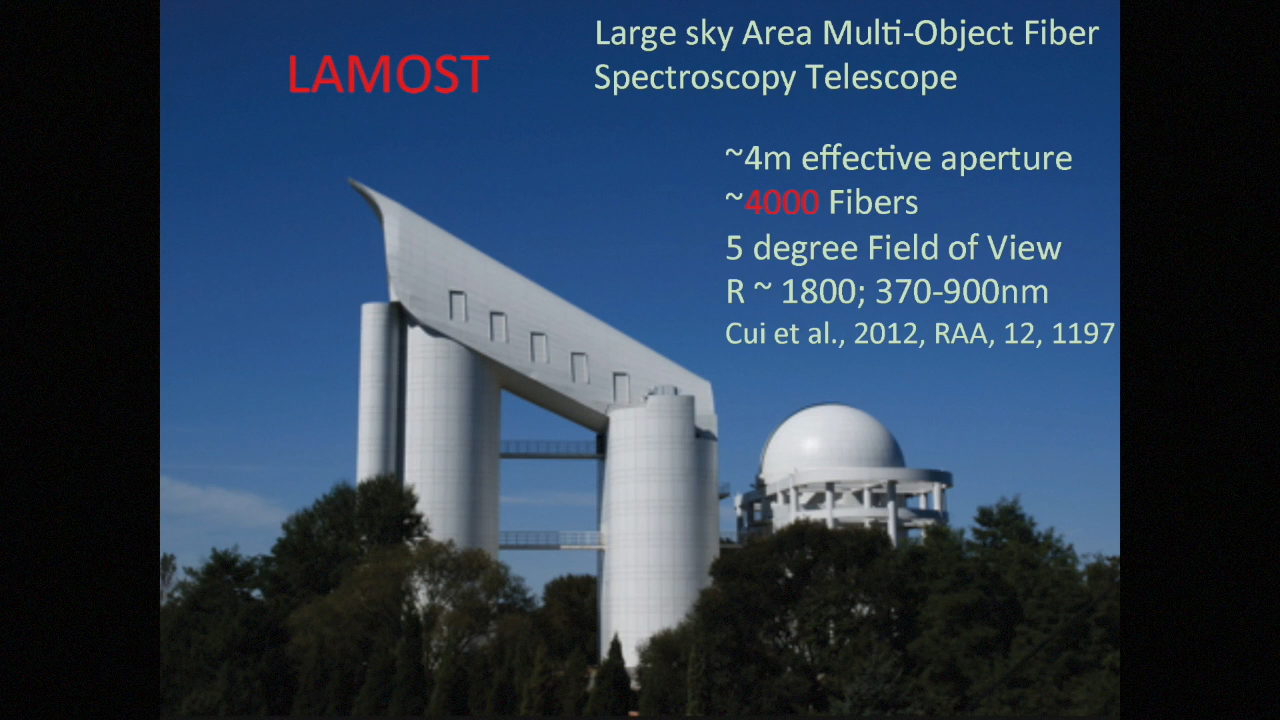 LAMOST
Large sky Area Multi-Object Fiber
Spectroscopy Telescope
~4m effective aperture
~4000 Fibers
5 degree Field of View
R ~ 1800; 370-900nm
Cui et al., 2012, RAA, 12, 1197